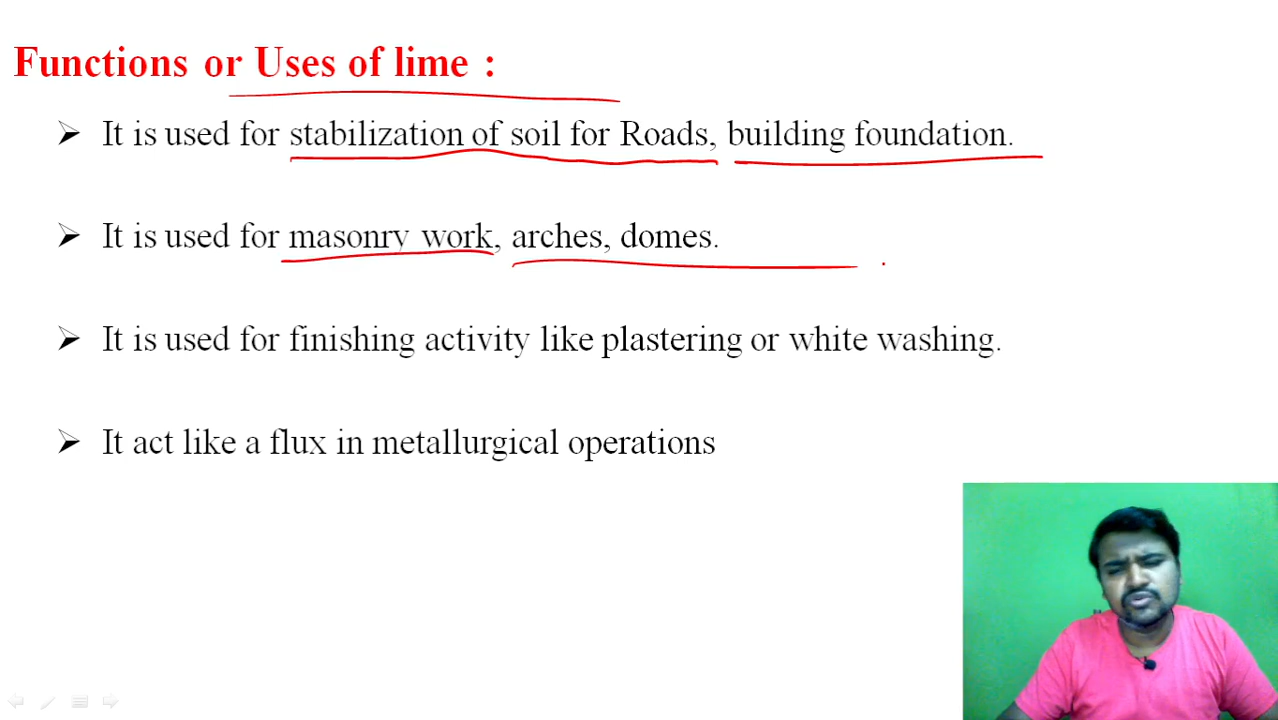 Functions or Uses of lime :
➢ It is used for stabilization of soil for Roads, building foundation.
➢ It is used for masonry work, arches, domes.
➢ It is used for finishing activity like plastering or white washing.
➢ It act like a flux in metallurgical operations